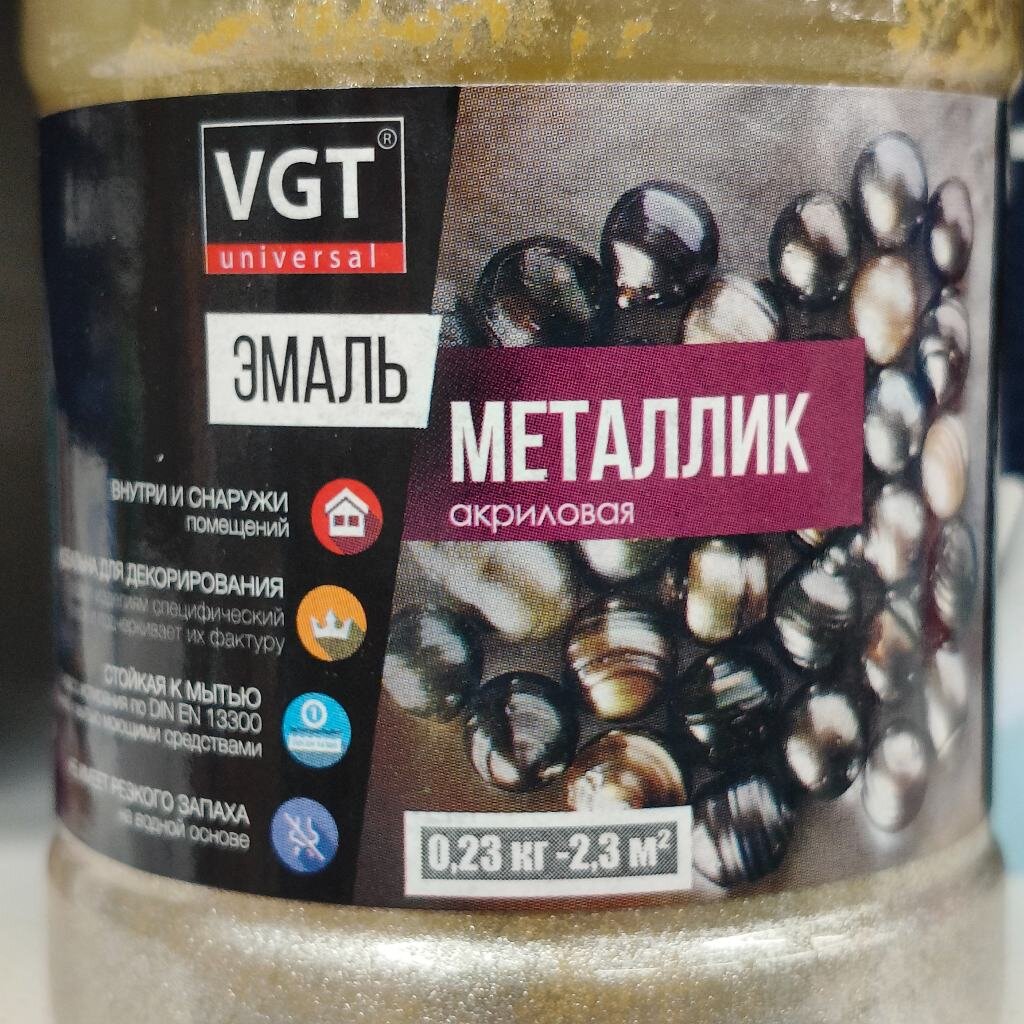 VGT®
universal
ЭМАЛЬ
МЕТАЛЛИК
акриловая
ВНУТРИ И СНАРУЖИ
помещений
ДЛЯ ДЕКОРИРОВАНИЯ
специфический
их фактуру
СТОЙКАЯ К МЫТЬЮ
по DIN EN 13300
моющими средствами
РЕЗКОГО ЗАПАХА
на водной основе
0,23 кг -2,3 м²